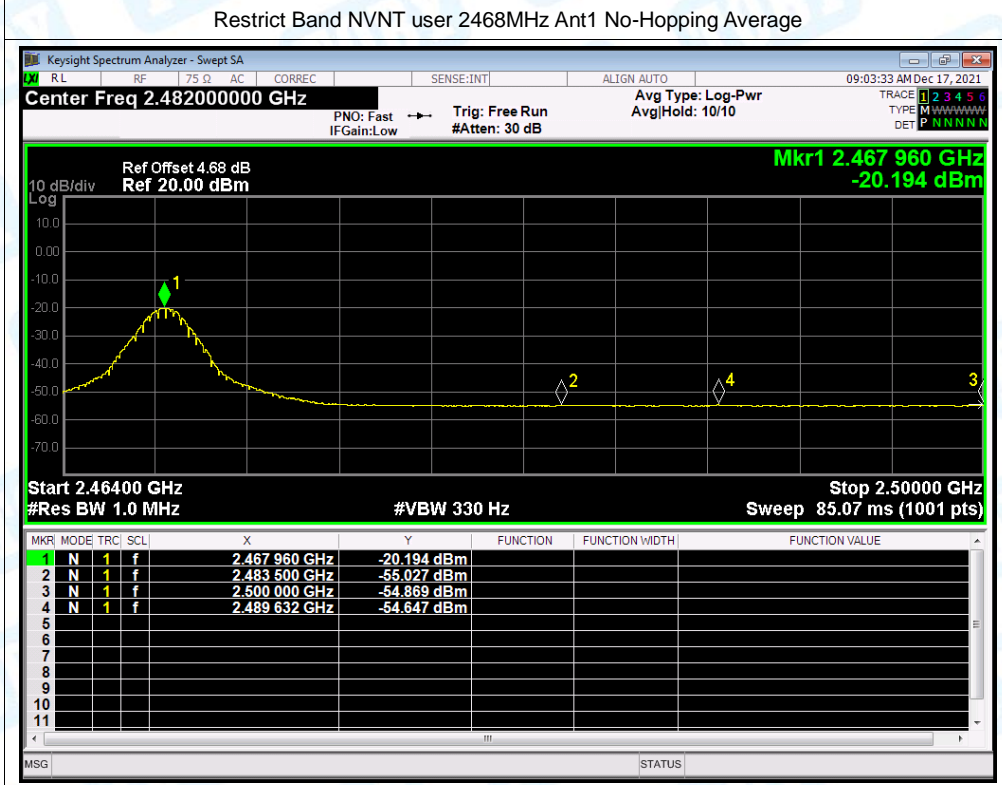 Restrict Band NVNT user 2468MHz Ant1 No-Hopping Average
Keysight Spectrum Analyzer - Swept SA
LXI RL RF 75 Ω AC CORREC SENSE:INT ALIGN AUTO 09:03:33 AM Dec 17, 2021
Center Freq 2.482000000 GHz
PNO: Fast
IFGain:Low
Trig: Free Run
#Atten: 30 dB
Avg Type: Log-Pwr
Avg|Hold: 10/10
TRACE 1 2 3 4 5 6
TYPE M WWWWW
DET P N N N N N
Mkr1 2.467 960 GHz
-20.194 dBm
Ref Offset 4.68 dB
10 dB/div Ref 20.00 dBm
Log
10.0
0.00
-10.0
-20.0
-30.0
-40.0
-50.0
-60.0
-70.0
1
2
4
3
Start 2.46400 GHz Stop 2.50000 GHz
#Res BW 1.0 MHz #VBW 330 Hz Sweep 85.07 ms (1001 pts)
MKR MODE TRC SCL X Y FUNCTION FUNCTION WIDTH FUNCTION VALUE
1 N 1 f 2.467 960 GHz -20.194 dBm
2 N 1 f 2.483 500 GHz -55.027 dBm
3 N 1 f 2.500 000 GHz -54.869 dBm
4 N 1 f 2.489 632 GHz -54.647 dBm
5
6
7
8
9
10
11
MSG STATUS